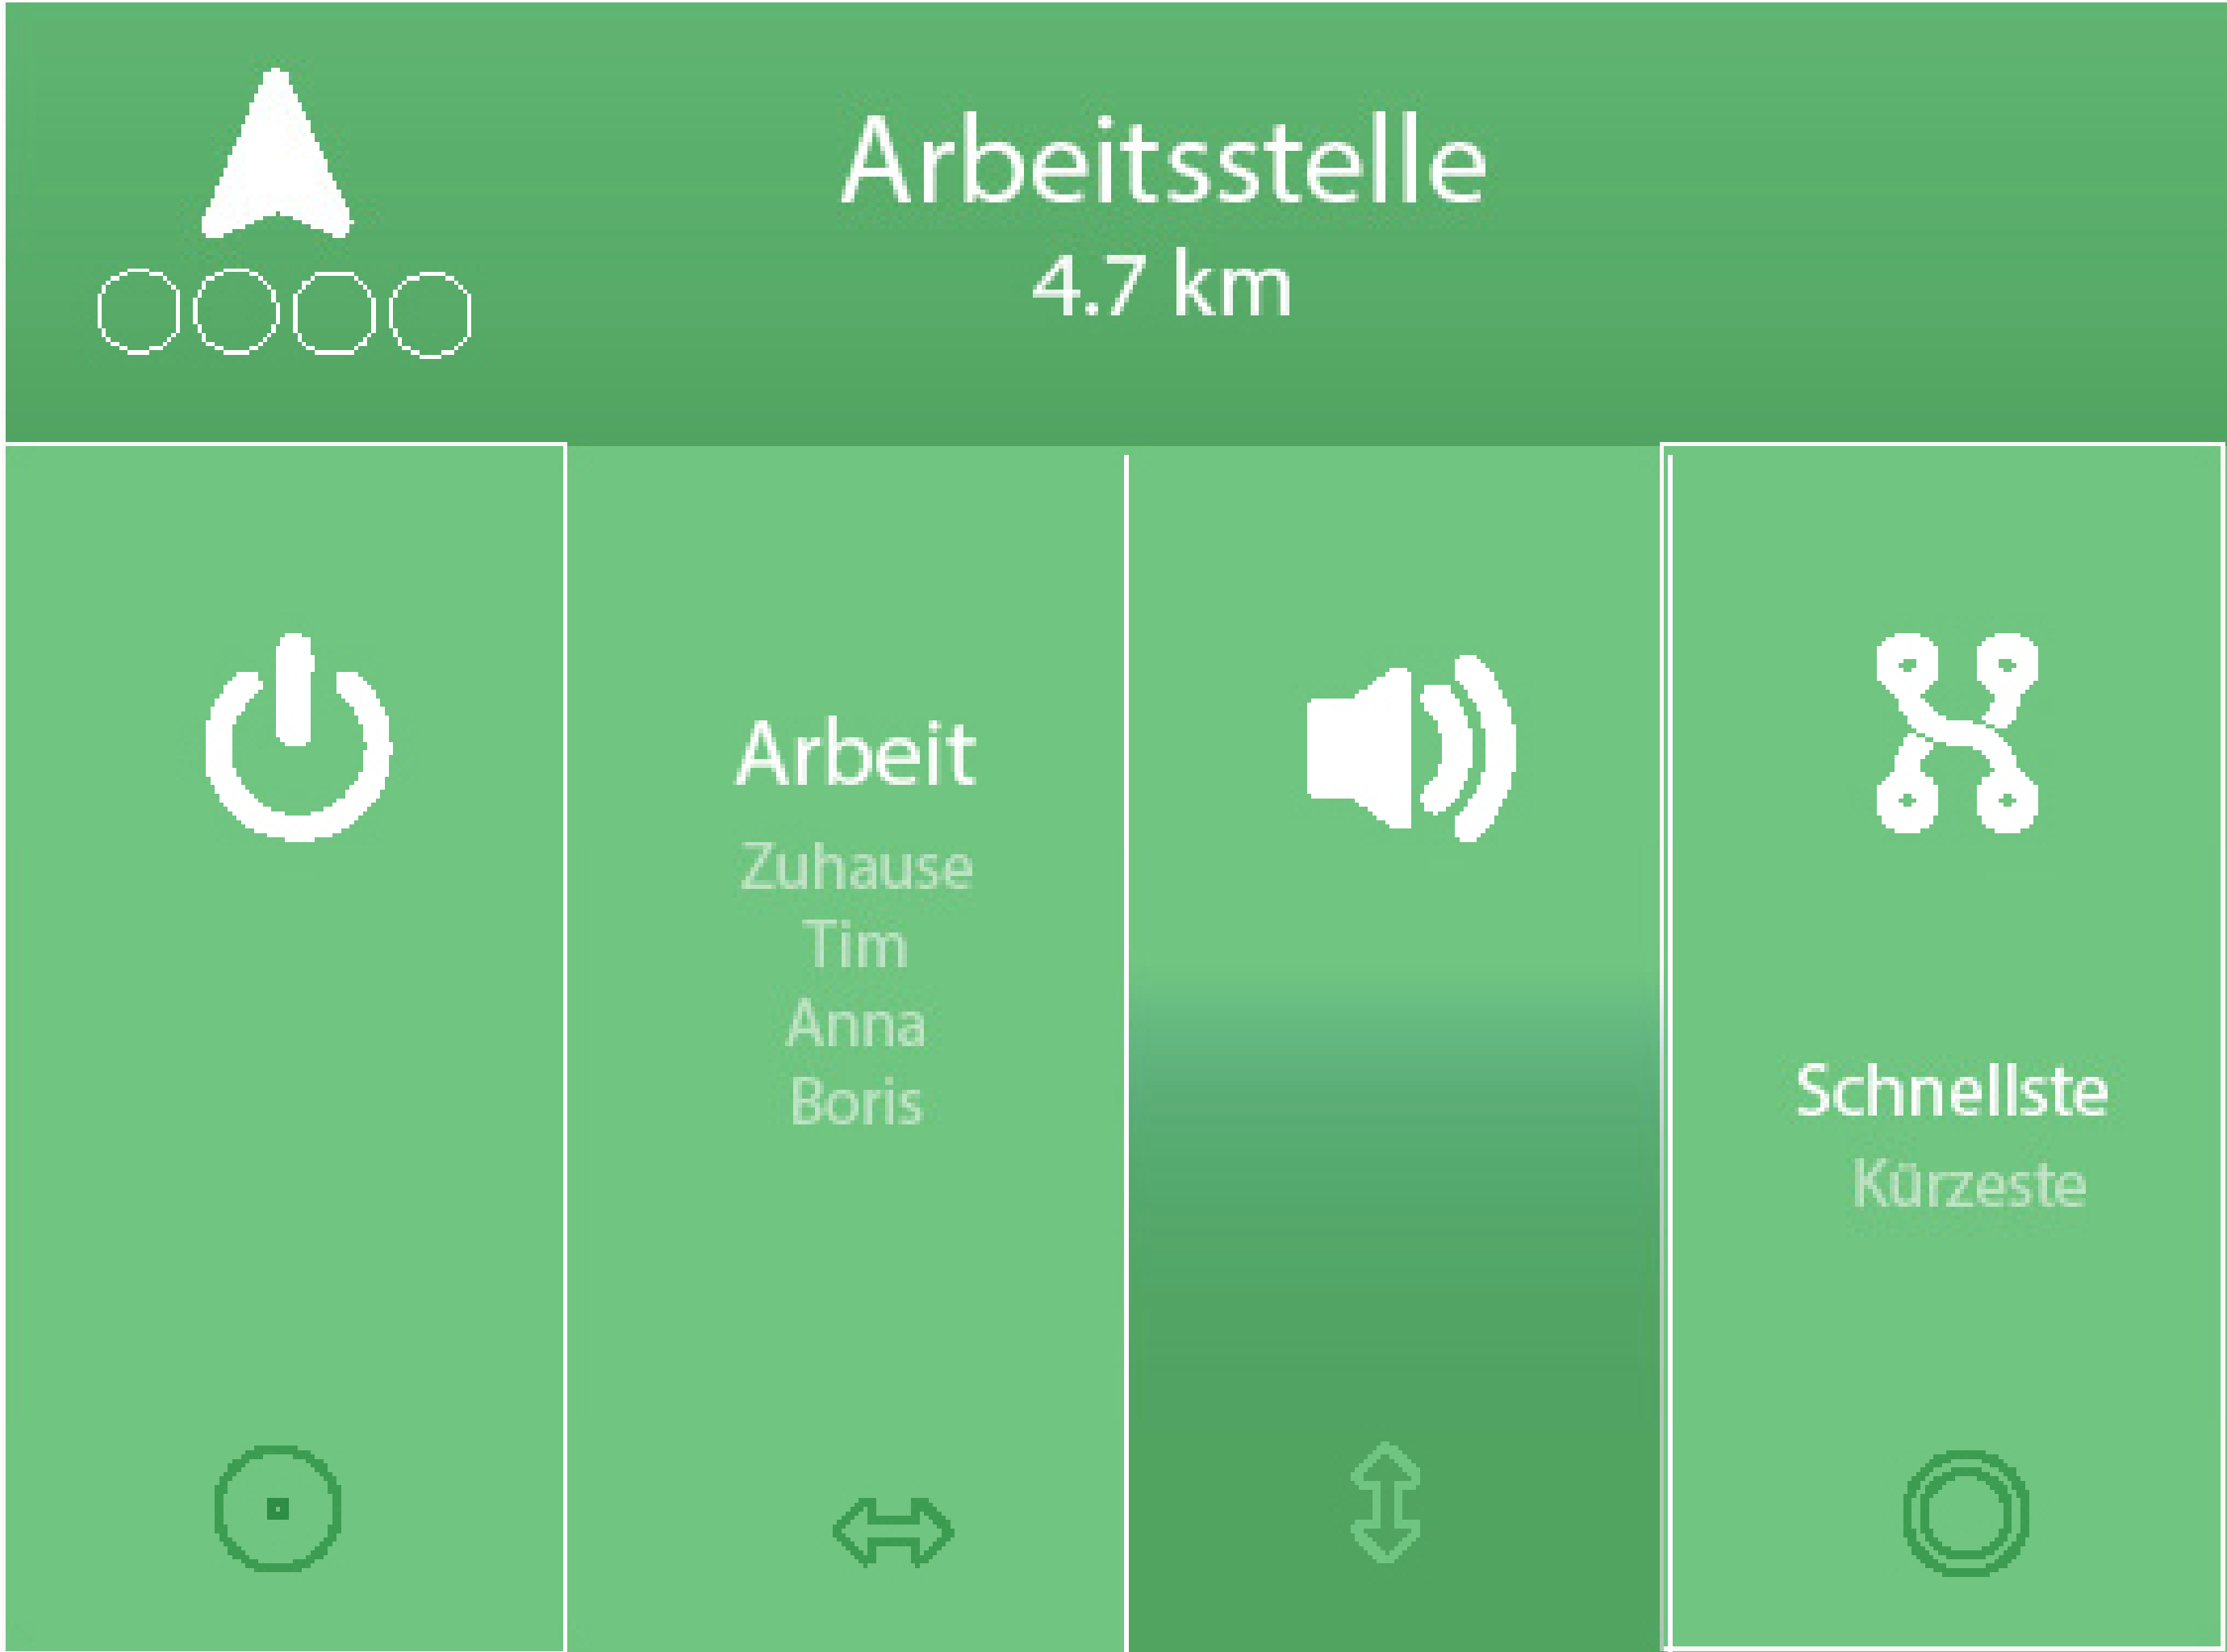 Arbeitsstelle
4.7 km
Arbeit
Zuhause
Tim
Anna
Boris
Schnellste
Kürzeste